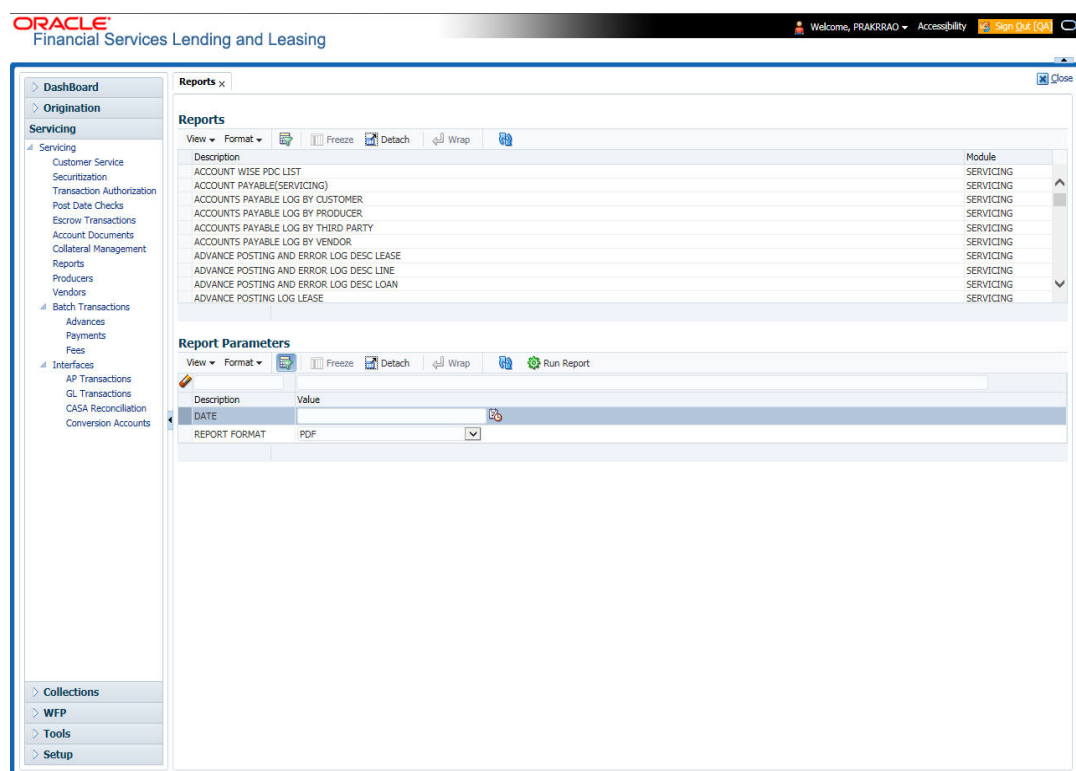 ORACLE
Financial Services Lending and Leasing
Welcome, PRAKRRAO Accessibility Sign Out [QA]
DashBoard
Origination
Servicing
Servicing
Customer Service
Securitization
Transaction Authorization
Post Date Checks
Escrow Transactions
Account Documents
Collateral Management
Reports
Producers
Vendors
Batch Transactions
Advances
Payments
Fees
Interfaces
AP Transactions
GL Transactions
CASA Reconciliation
Conversion Accounts
Collections
WFP
Tools
Setup
Reports
Close
Reports
View Format Freeze Detach Wrap
Description Module
ACCOUNT WISE PDC LIST SERVICING
ACCOUNT PAYABLE(SERVICING) SERVICING
ACCOUNTS PAYABLE LOG BY CUSTOMER SERVICING
ACCOUNTS PAYABLE LOG BY PRODUCER SERVICING
ACCOUNTS PAYABLE LOG BY THIRD PARTY SERVICING
ACCOUNTS PAYABLE LOG BY VENDOR SERVICING
ADVANCE POSTING AND ERROR LOG DESC LEASE SERVICING
ADVANCE POSTING AND ERROR LOG DESC LINE SERVICING
ADVANCE POSTING AND ERROR LOG DESC LOAN SERVICING
ADVANCE POSTING LOG LEASE SERVICING
Report Parameters
View Format Freeze Detach Wrap Run Report
Description Value
DATE
REPORT FORMAT PDF